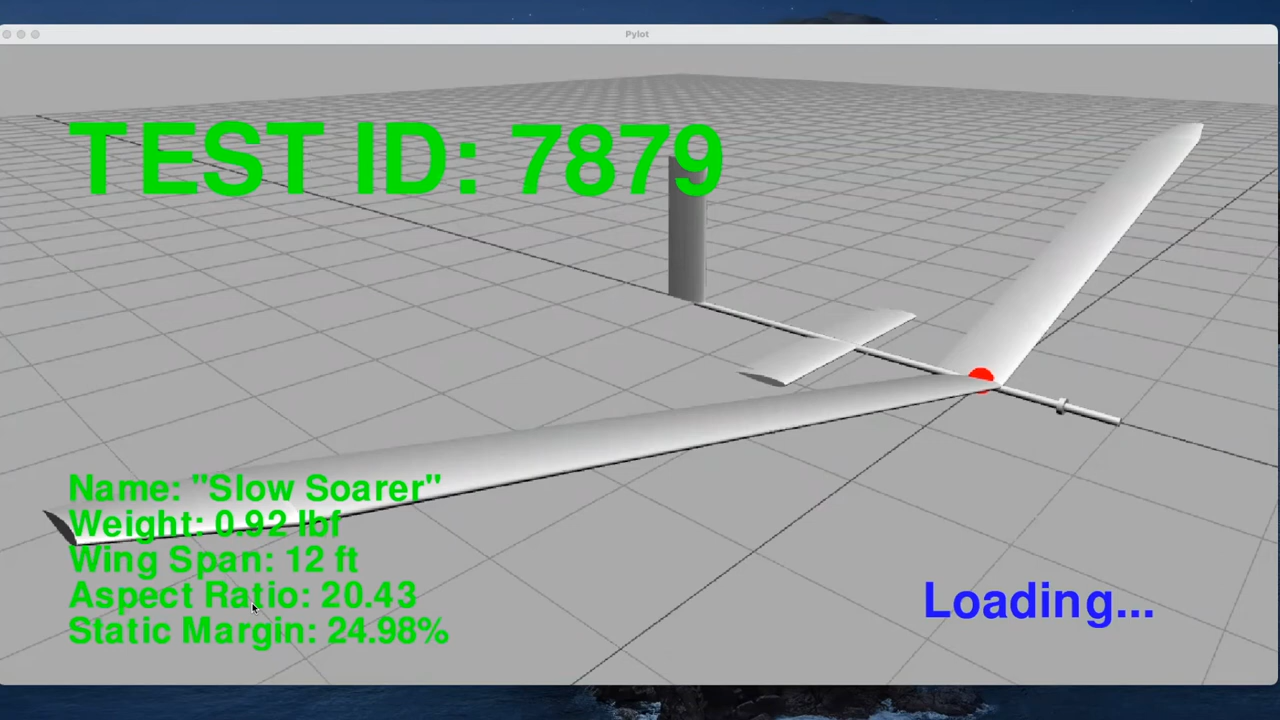 Pylot
TEST ID: 7879
Name: "Slow Soarer"
Weight: 0.92 lbf
Wing Span: 12 ft
Aspect Ratio: 20.43
Static Margin: 24.98%
Loading...